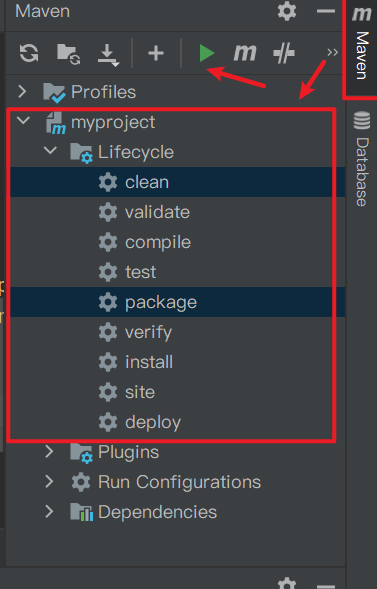 Maven
m
Profiles
myproject
Lifecycle
clean
validate
compile
test
package
verify
install
site
deploy
Plugins
Run Configurations
Dependencies
m
Maven
Database